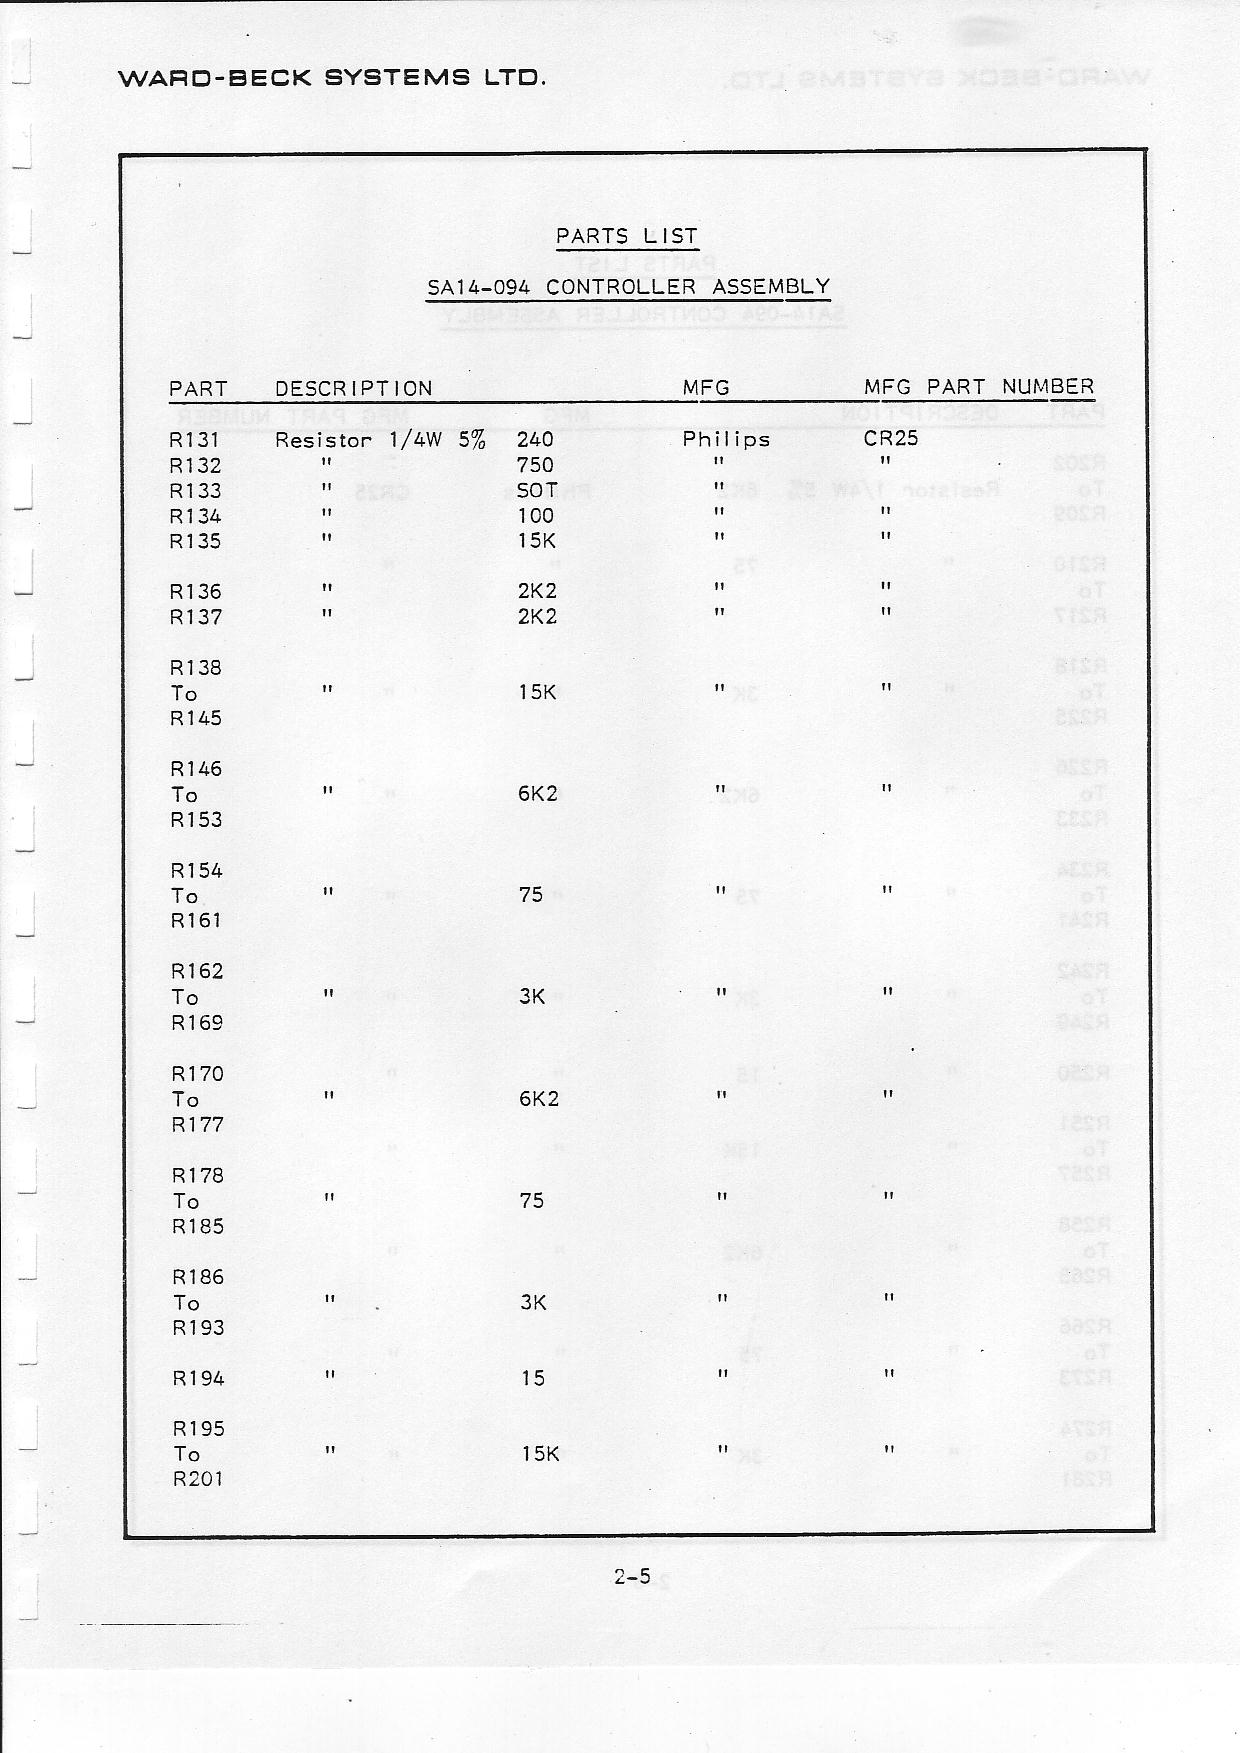 WARD-BECK SYSTEMS LTD.
PARTS LIST
SA14-094 CONTROLLER ASSEMBLY
PART DESCRIPTION MFG MFG PART NUMBER
R131 Resistor 1/4W 5% 240 Philips CR25
R132 " 750 " "
R133 " SOT "
R134 " 100 " "
R135 " 15K " "
R136 " 2K2 " "
R137 " 2K2 " "
R138
To " 15K " "
R145
R146
To " 6K2 " "
R153
R154
To " 75 " "
R161
R162
To " 3K " "
R169
R170
To " 6K2 " "
R177
R178
To " 75 " "
R185
R186
To " 3K " "
R193
R194 " 15 " "
R195
To " 15K " "
R201
2-5